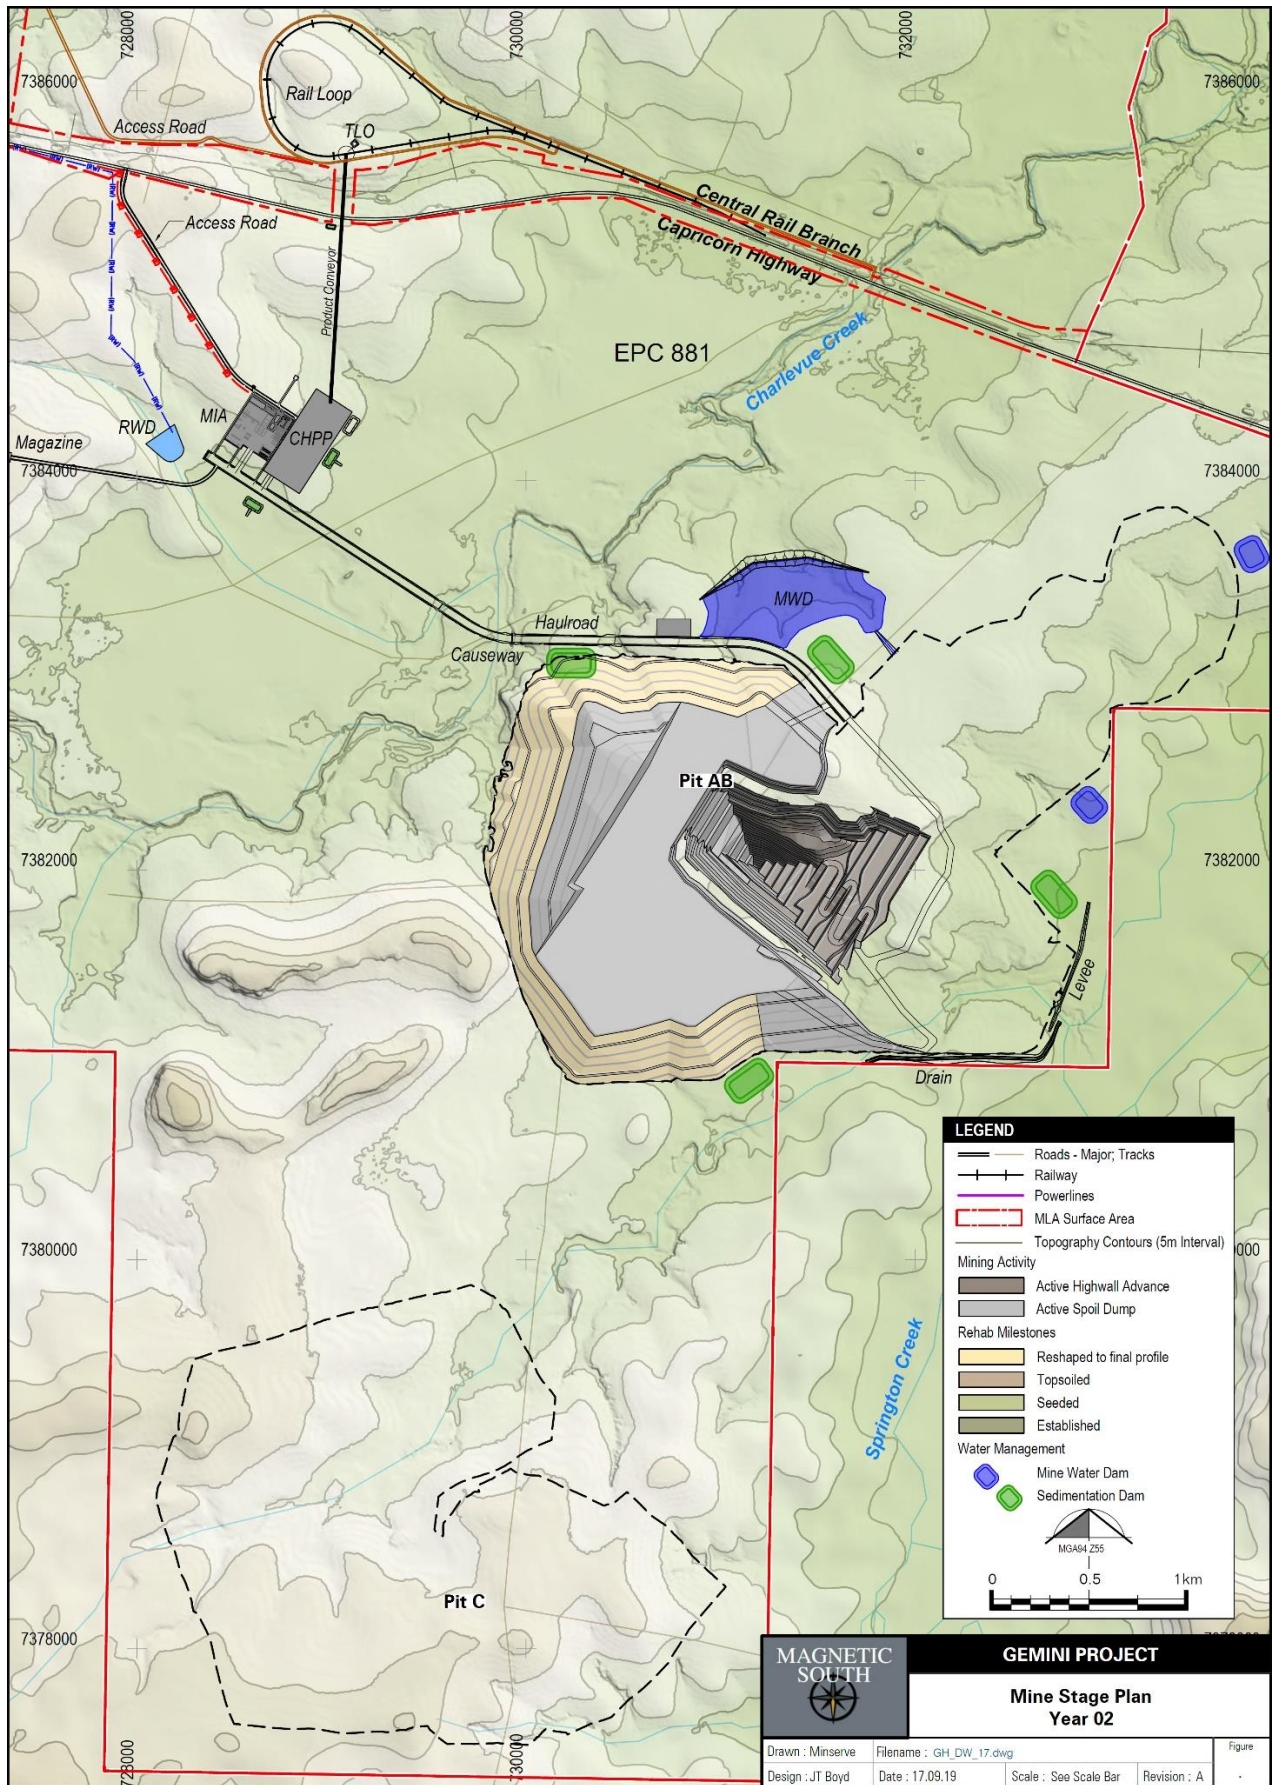 728000
730000
732000
7386000
7386000
Rail Loop
TLO
Access Road
Access Road
Central Rail Branch
Capricorn Highway
Product Conveyor
EPC 881
Charlevue Creek
MIA
RWD
CHPP
Magazine
7384000
7384000
MWD
Haulroad
Causeway
Pit AB
7382000
7382000
Levee
Drain
LEGEND
Roads - Major; Tracks
Railway
Powerlines
MLA Surface Area
Topography Contours (5m Interval)
7380000
Mining Activity
Active Highwall Advance
Active Spoil Dump
Rehab Milestones
Reshaped to final profile
Topsoiled
Seeded
Established
Water Management
Mine Water Dam
Sedimentation Dam
MGA94 Z55
0 0.5 1km
Springton Creek
Pit C
7378000
728000
730000
MAGNETIC
SOUTH
GEMINI PROJECT
Mine Stage Plan
Year 02
Drawn : Minserve
Filename : GH_DW_17.dwg
Figure
Design : JT Boyd
Date : 17.09.19
Scale : See Scale Bar
Revision : A
-